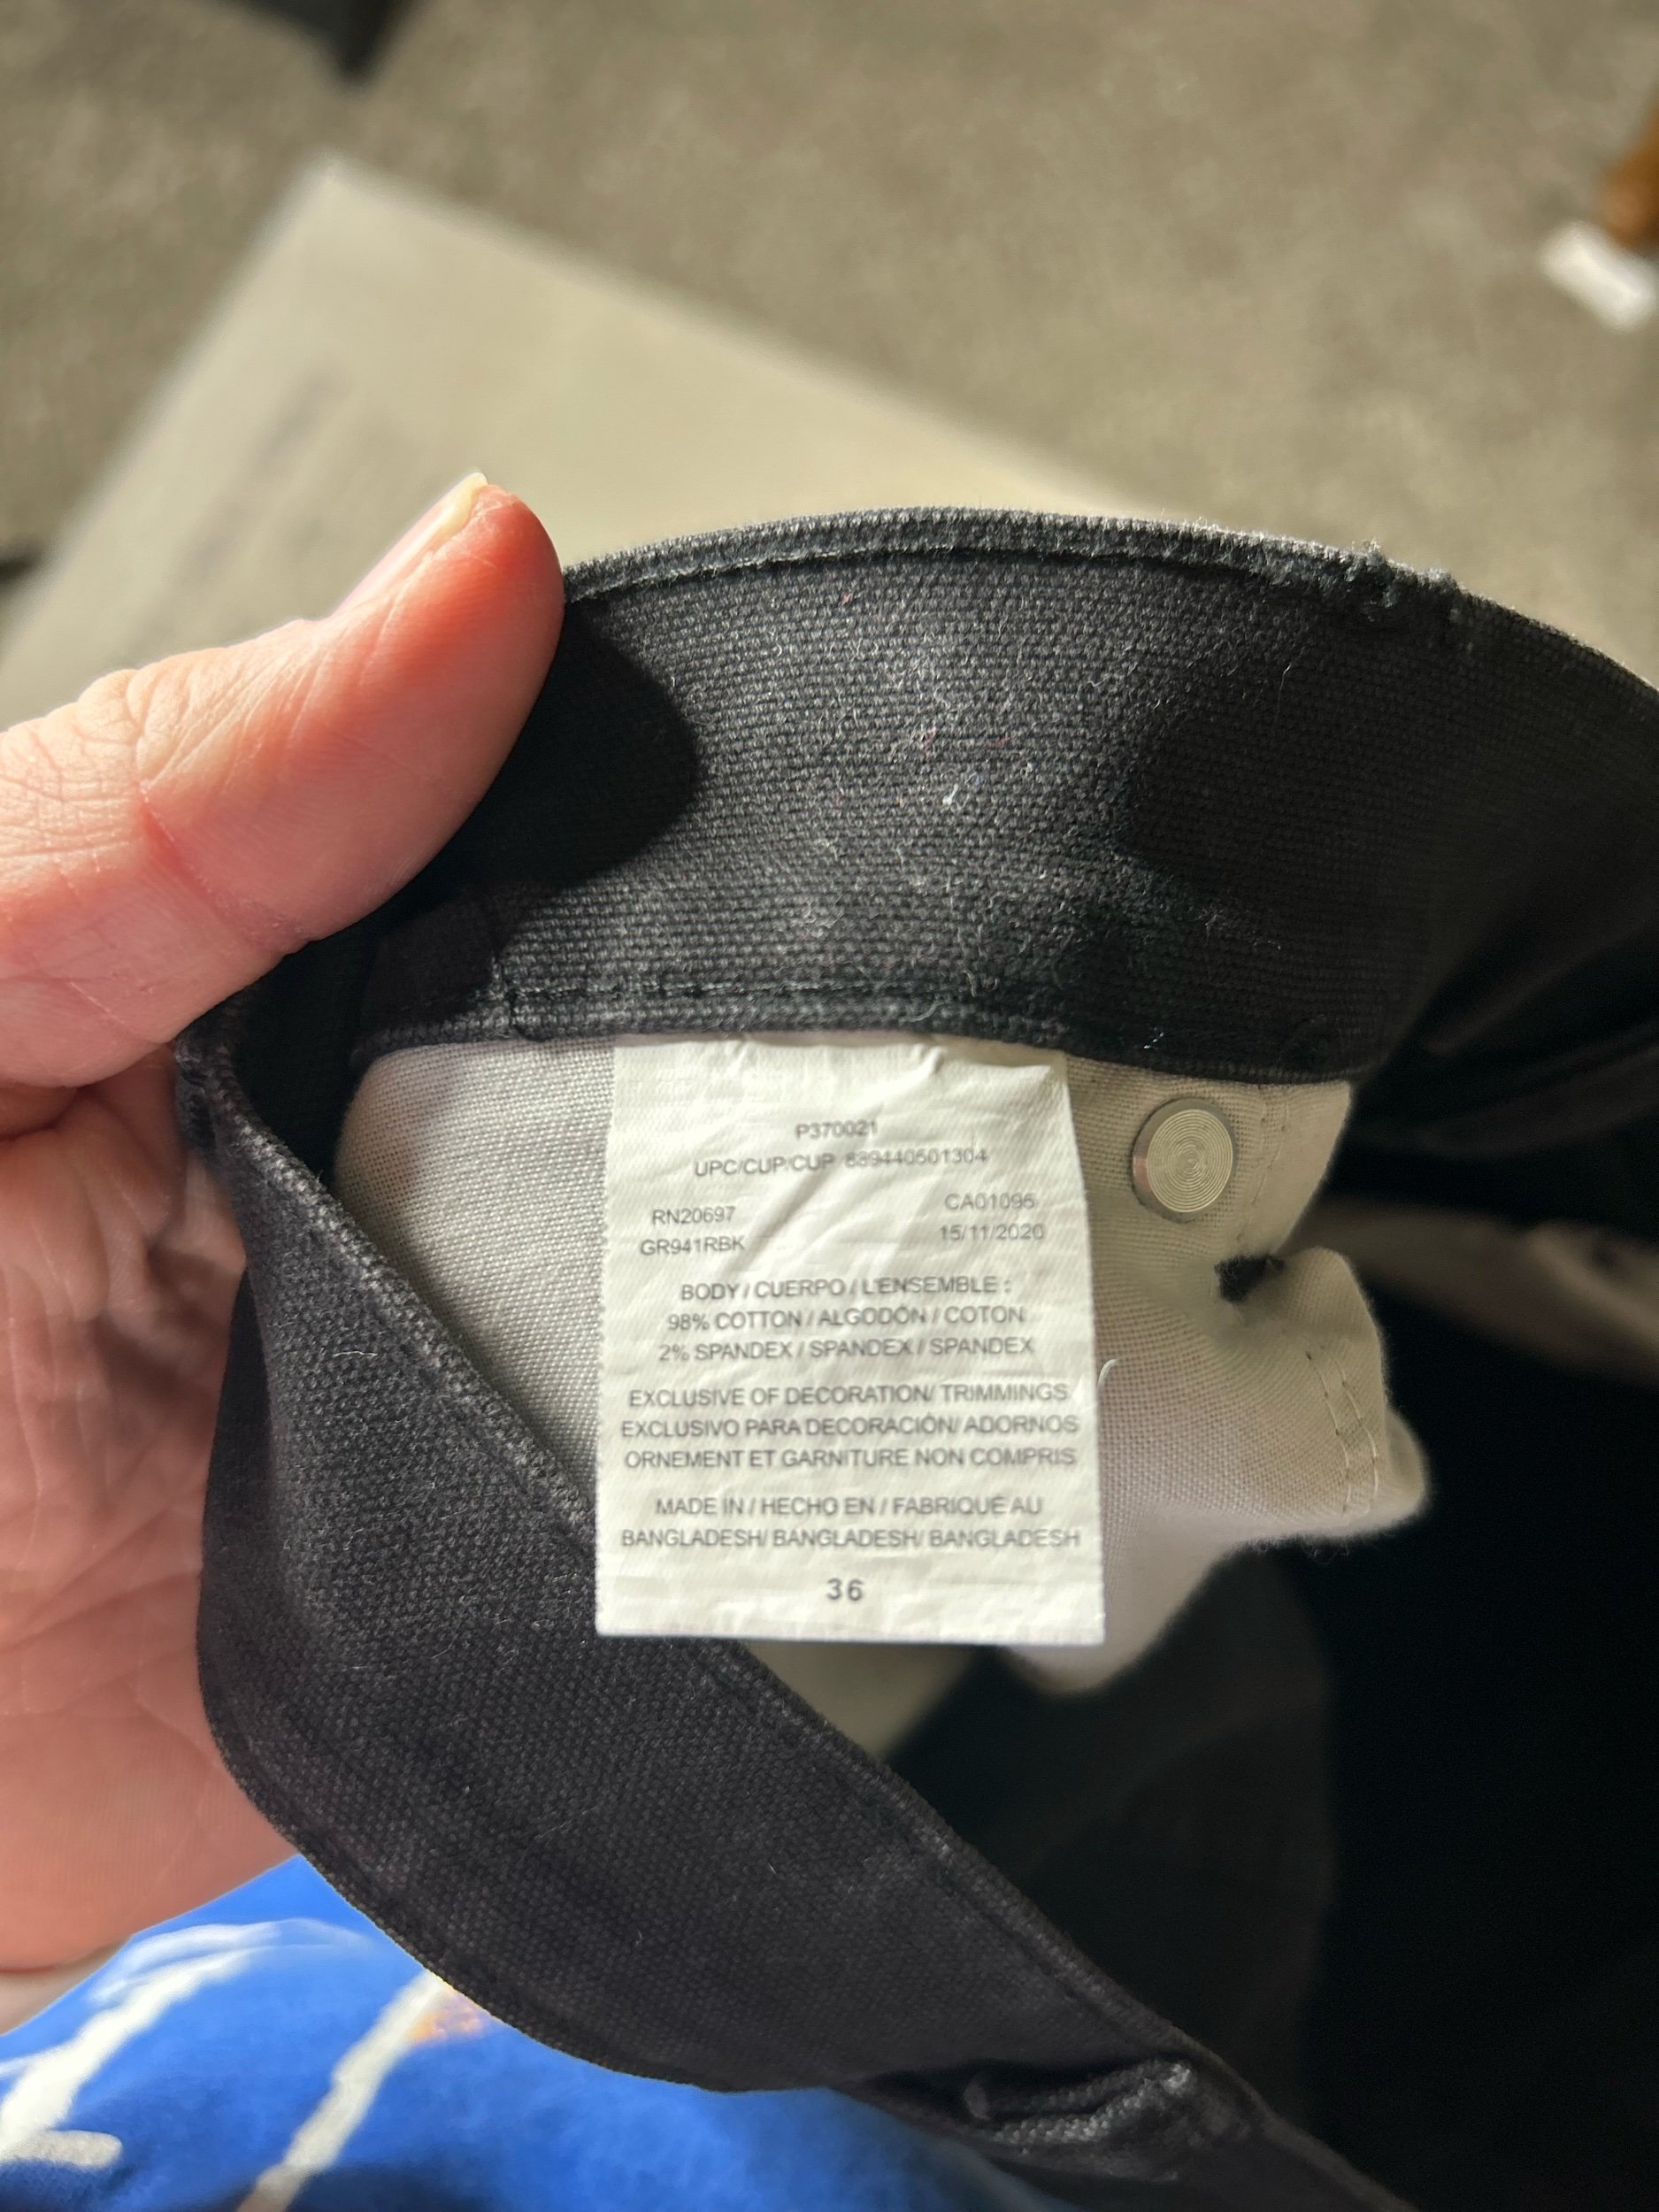 P370021
UPC/CUP/CUP 889440501304
RN20697 CA01095
GR941RBK 15/11/2020
BODY / CUERPO / L'ENSEMBLE :
98% COTTON / ALGODÓN / COTON
2% SPANDEX / SPANDEX / SPANDEX
EXCLUSIVE OF DECORATION/ TRIMMINGS
EXCLUSIVO PARA DECORACIÓN/ ADORNOS
ORNEMENT ET GARNITURE NON COMPRIS
MADE IN / HECHO EN / FABRIQUÉ AU
BANGLADESH/ BANGLADESH/ BANGLADESH
36